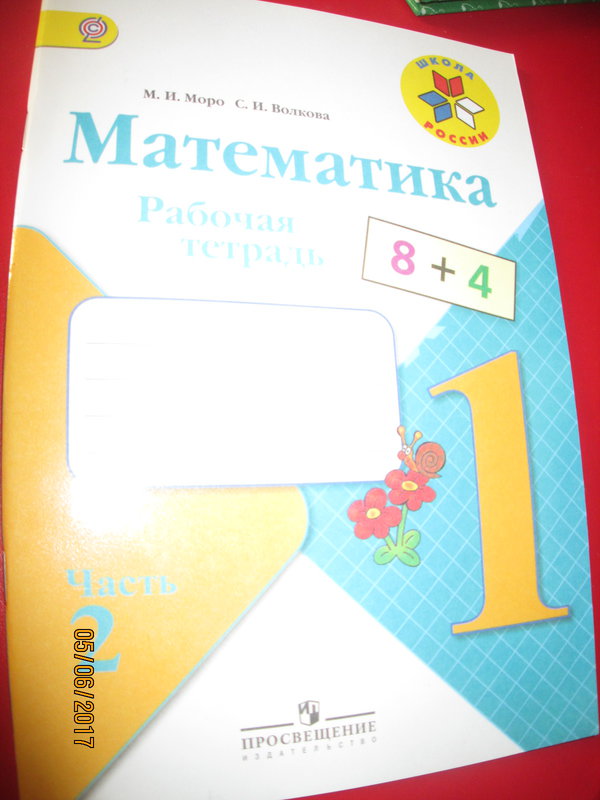 М. И. Моро С. И. Волкова
ШКОЛА
РОССИИ
Математика
Рабочая
тетрадь
8 + 4
1
Часть
2
ПРОСВЕЩЕНИЕ
ИЗДАТЕЛЬСТВО
05/06/2017